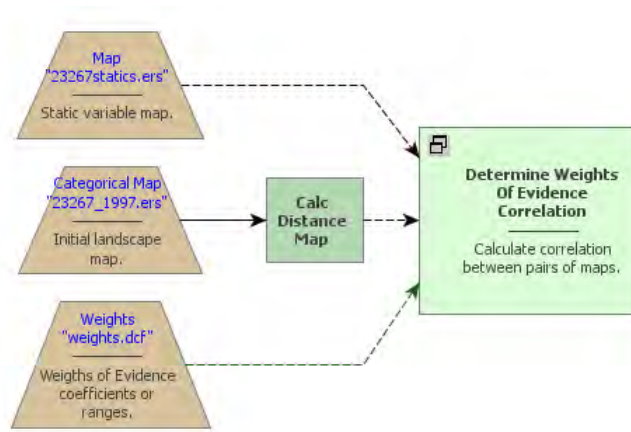 Map
"23267statics.ers"
Static variable map.
Categorical Map
"23267_1997.ers"
Initial landscape
map.
Calc
Distance
Map
Determine Weights
Of Evidence
Correlation
Calculate correlation
between pairs of maps.
Weights
"weights.dcf"
Weigths of Evidence
coefficients or
ranges.